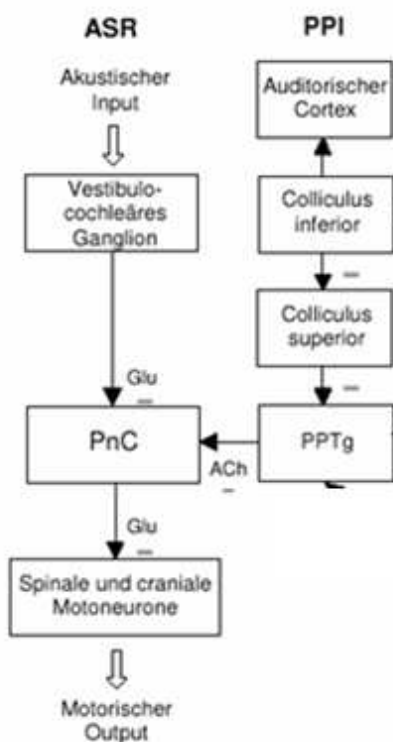 ASR
Akustischer
Input
Vestibulo-
cochleäres
Ganglion
Glu
–
PnC
Glu
–
Spinale und craniale
Motoneurone
Motorischer
Output
PPI
Auditorischer
Cortex
Colliculus
inferior
–
Colliculus
superior
–
PPTg
ACh
–